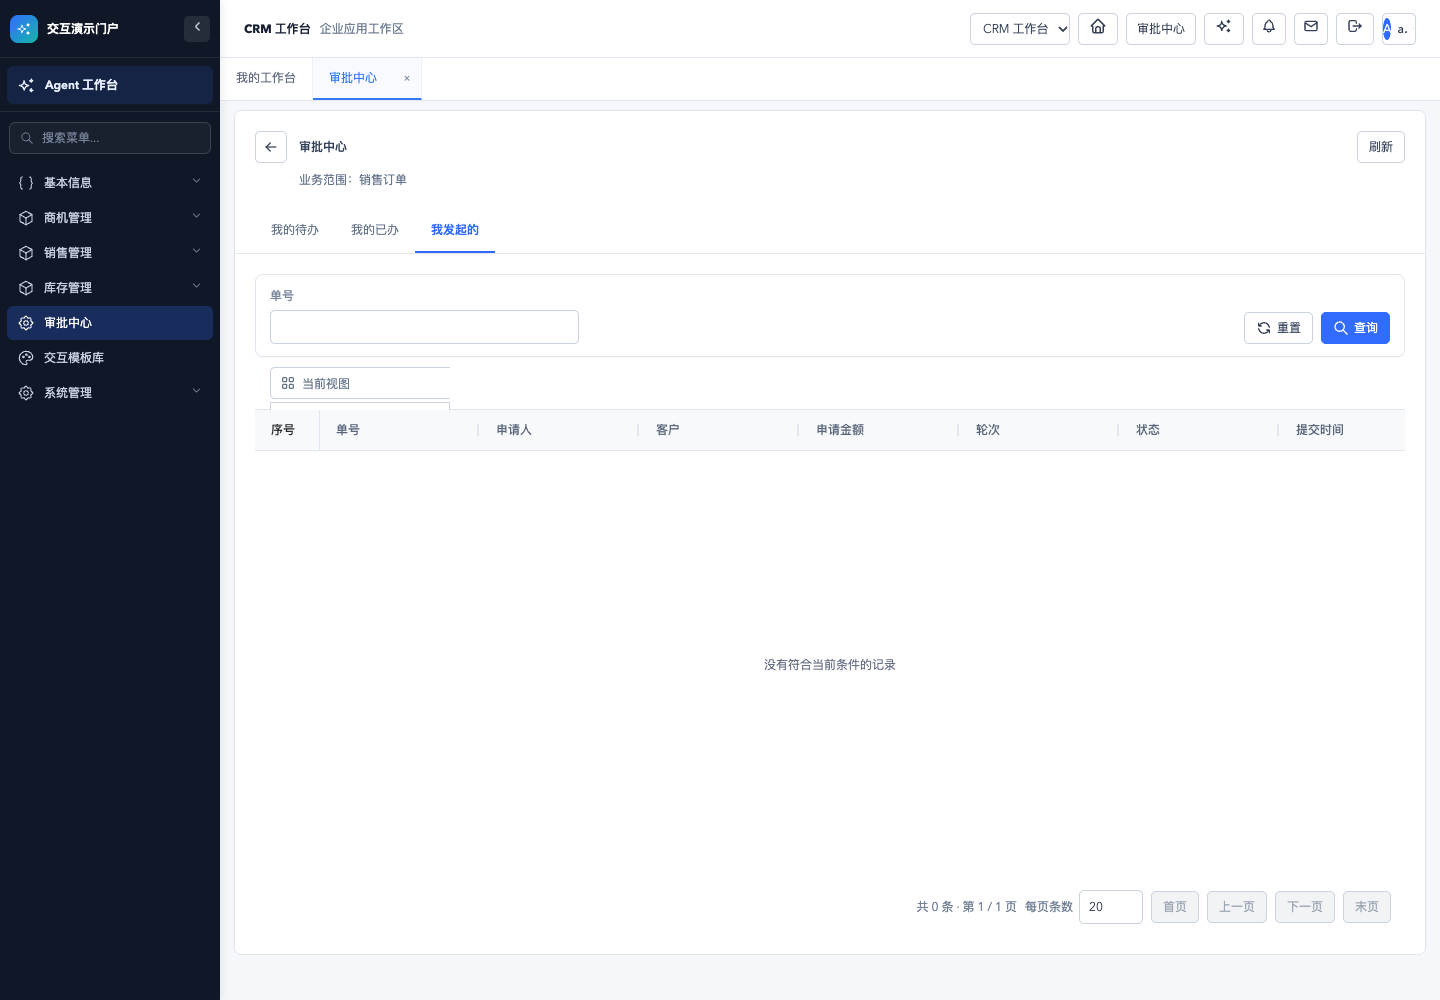 交互演示门户
CRM 工作台 企业应用工作区
CRM 工作台
审批中心
A a.
Agent 工作台
搜索菜单...
基本信息
商机管理
销售管理
库存管理
审批中心
交互模板库
系统管理
我的工作台
审批中心 ×
审批中心
刷新
业务范围：销售订单
我的待办
我的已办
我发起的
单号
重置
查询
当前视图
序号 单号 申请人 客户 申请金额 轮次 状态 提交时间
没有符合当前条件的记录
共 0 条 · 第 1 / 1 页 每页条数 20 首页 上一页 下一页 末页